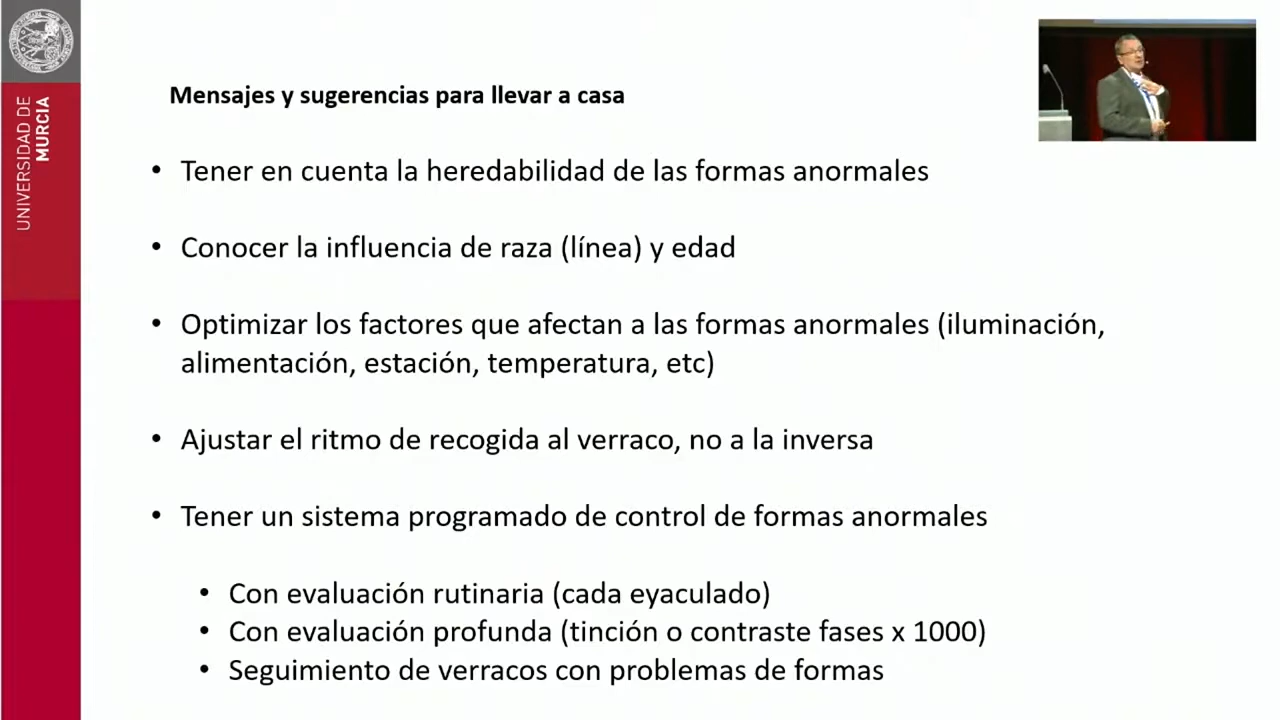 UNIVERSIDAD DE
MURCIA
Mensajes y sugerencias para llevar a casa
• Tener en cuenta la heredabilidad de las formas anormales
• Conocer la influencia de raza (línea) y edad
• Optimizar los factores que afectan a las formas anormales (iluminación,
alimentación, estación, temperatura, etc)
• Ajustar el ritmo de recogida al verraco, no a la inversa
• Tener un sistema programado de control de formas anormales
• Con evaluación rutinaria (cada eyaculado)
• Con evaluación profunda (tinción o contraste fases x 1000)
• Seguimiento de verracos con problemas de formas